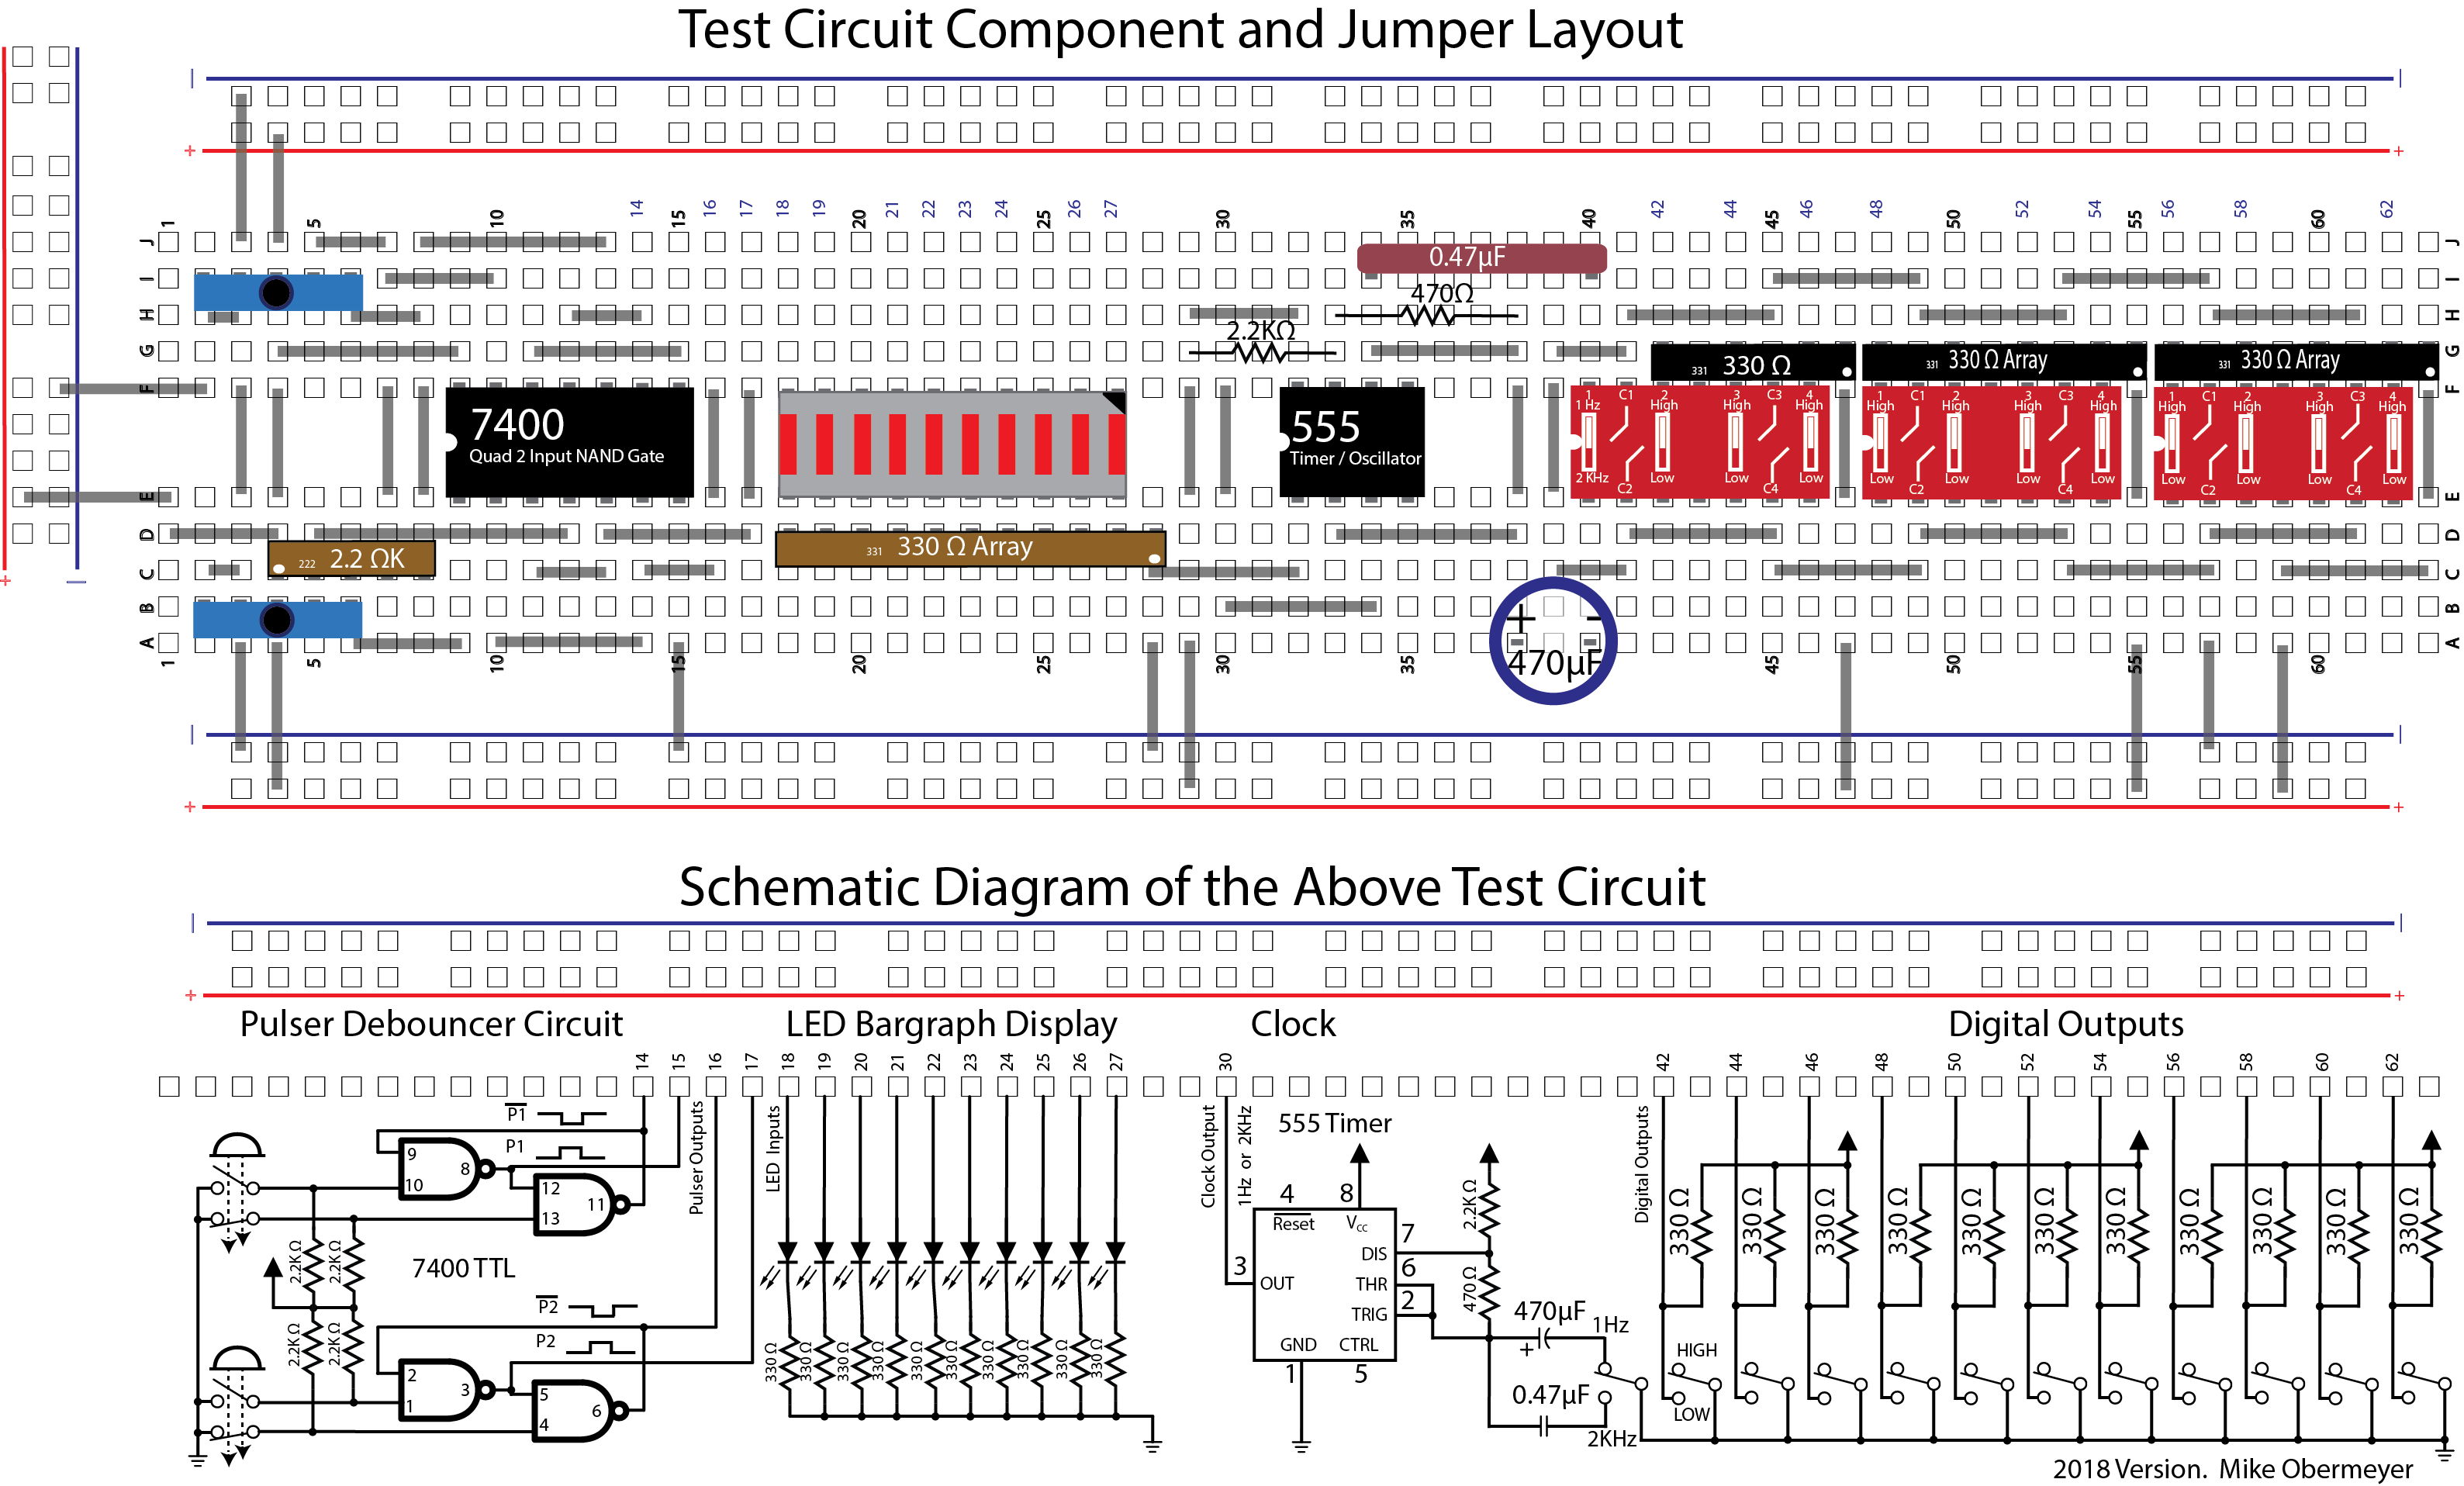 Test Circuit Component and Jumper Layout
1 5 10 14 15 16 17 18 19 20 21 22 23 24 25 26 27 30 35 40 42 44 45 46 48 50 52 54 55 56 58 60 62
J J
0.47µF
I I
470Ω
H H
2.2KΩ
G 331 330 Ω 331 330 Ω Array 331 330 Ω Array G
F F
7400
Quad 2 Input NAND Gate
555
Timer / Oscillator
1 C1 2 3 C3 4 1 C1 2 3 C3 4 1 C1 2 3 C3 4
1 Hz High High High High High High High High High High High
2 KHz Low Low Low Low Low Low Low Low Low Low Low
C2 C4 C2 C4 C2 C4
E E
D D
222 2.2 ΩK
331 330 Ω Array
C C
B B
+ -
A A
470µF
1 5 10 15 20 25 30 35 45 50 55 60
Schematic Diagram of the Above Test Circuit
Pulser Debouncer Circuit LED Bargraph Display Clock Digital Outputs
14 15 16 17 18 19 20 21 22 23 24 25 26 27 30 42 44 46 48 50 52 54 56 58 60 62
P1
P1
Pulser Outputs
LED Inputs
Clock Output
1Hz or 2KHz
555 Timer
Digital Outputs
9
8
10
12
11
13
2.2K Ω 2.2K Ω
7400 TTL
P2
P2
2.2K Ω 2.2K Ω
2
3
1
5
6
4
330 Ω 330 Ω 330 Ω 330 Ω 330 Ω 330 Ω 330 Ω 330 Ω 330 Ω 330 Ω
4 8
Reset VCC
7
DIS
6
3 THR
OUT
2
TRIG
GND CTRL
1 5
2.2K Ω
470 Ω
470µF
+
1Hz
0.47µF
2KHz
330 Ω 330 Ω 330 Ω 330 Ω 330 Ω 330 Ω 330 Ω 330 Ω 330 Ω 330 Ω 330 Ω
HIGH
LOW
2018 Version. Mike Obermeyer